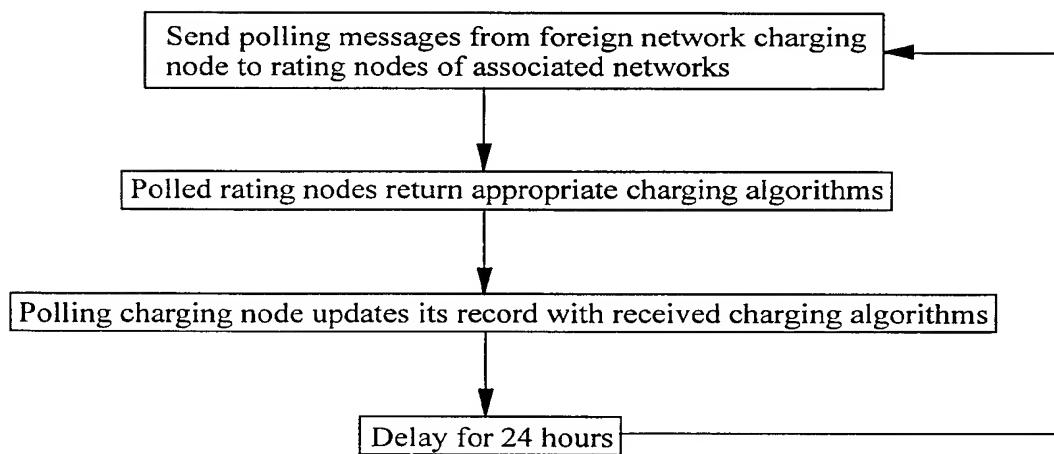 Send polling messages from foreign network charging
node to rating nodes of associated networks
Polled rating nodes return appropriate charging algorithms
Polling charging node updates its record with received charging algorithms
Delay for 24 hours